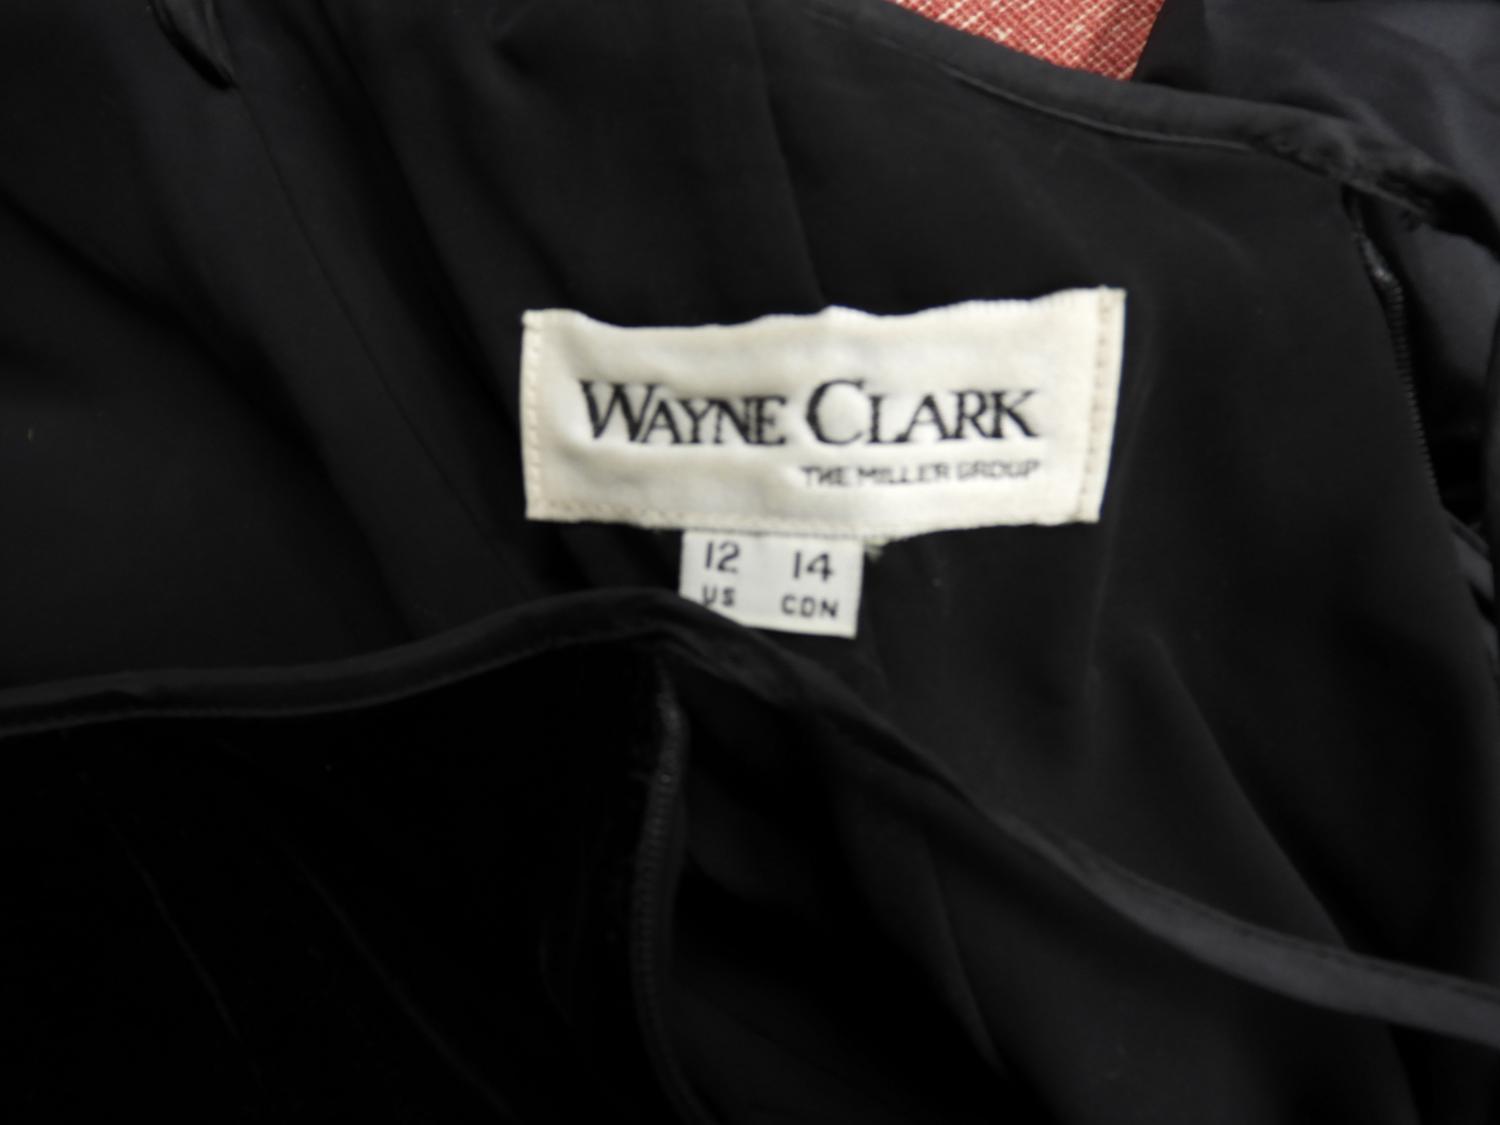 WAYNE CLARK
THE MILLER GROUP
12 14
US CDN